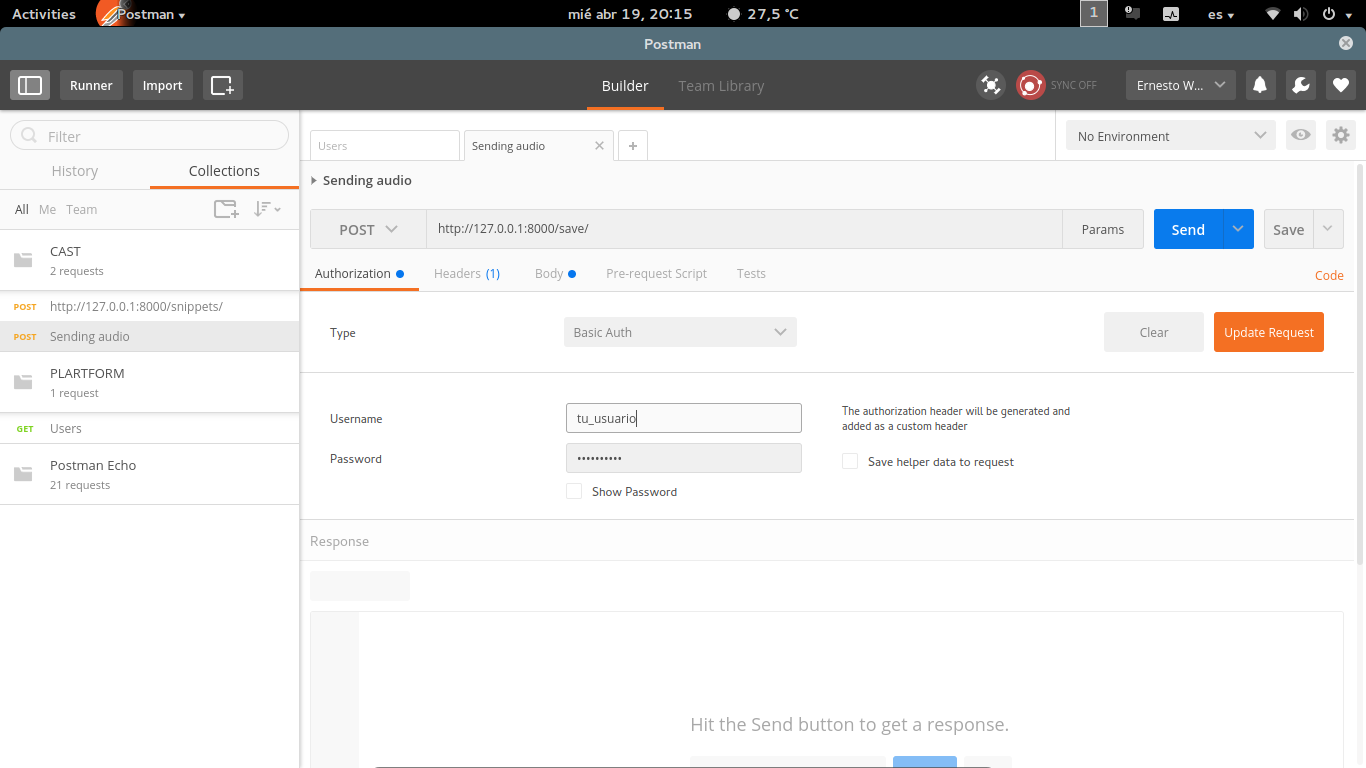 Activities
Postman
mié abr 19, 20:15
27,5 °C
1
es
Postman
Runner
Import
Builder
Team Library
SYNC OFF
Ernesto W...
Filter
History
Collections
All
Me
Team
CAST
2 requests
POST
http://127.0.0.1:8000/snippets/
POST
Sending audio
PLARTFORM
1 request
GET
Users
Postman Echo
21 requests
Users
Sending audio
+
No Environment
Sending audio
POST
http://127.0.0.1:8000/save/
Params
Send
Save
Authorization
Headers (1)
Body
Pre-request Script
Tests
Code
Type
Basic Auth
Clear
Update Request
Username
tu_usuario
The authorization header will be generated and
added as a custom header
Password
••••••••••
Save helper data to request
Show Password
Response
Hit the Send button to get a response.